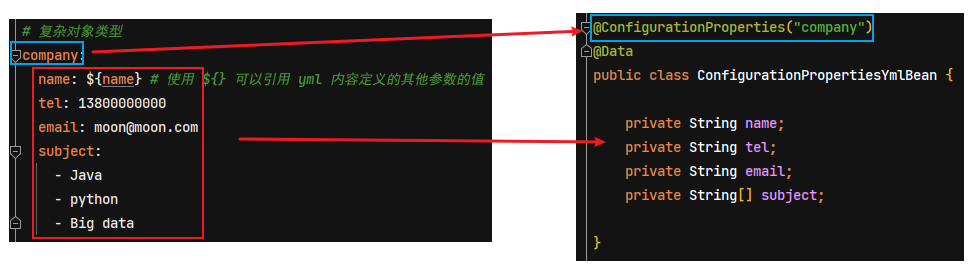 # 复杂对象类型
company:
  name: ${name} # 使用 ${} 可以引用 yml 内容定义的其他参数的值
  tel: 13800000000
  email: moon@moon.com
  subject:
    - Java
    - python
    - Big data
@ConfigurationProperties("company")
@Data
public class ConfigurationPropertiesYmlBean {
    private String name;
    private String tel;
    private String email;
    private String[] subject;
}